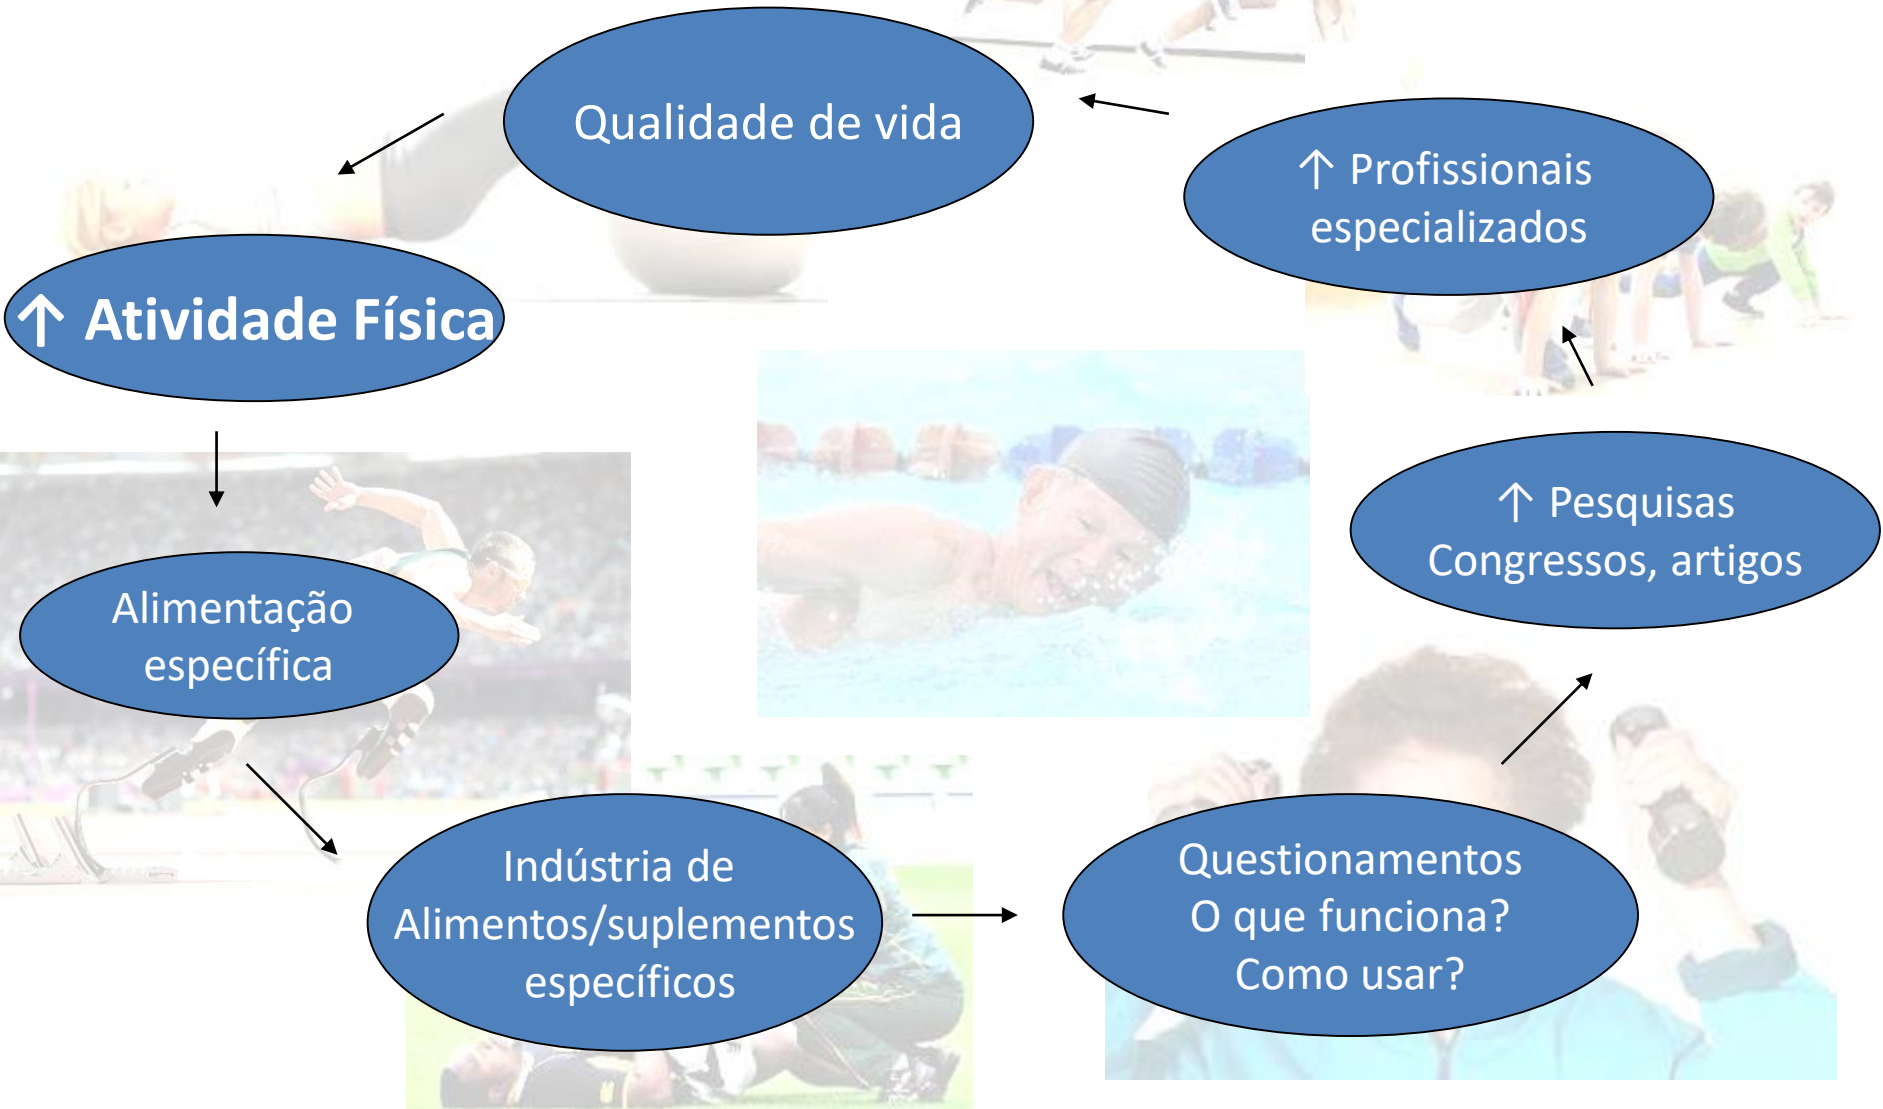 Qualidade de vida
↑ Profissionais
especializados
↑ Atividade Física
↑ Pesquisas
Congressos, artigos
Alimentação
específica
Indústria de
Alimentos/suplementos
específicos
Questionamentos
O que funciona?
Como usar?